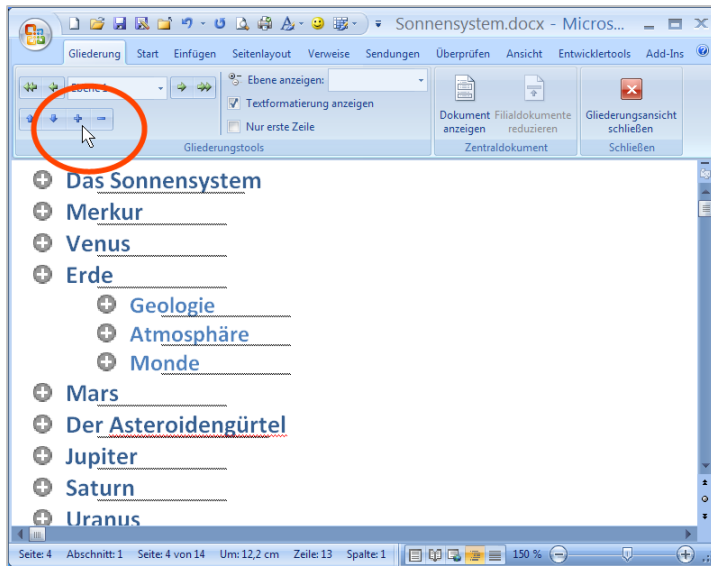 Sonnensystem.docx - Micros...
Gliederung Start Einfügen Seitenlayout Verweise Sendungen Überprüfen Ansicht Entwicklertools Add-Ins
Ebene 1
Ebene anzeigen:
Textformatierung anzeigen
Nur erste Zeile
Gliederungstools
Dokument anzeigen
Filialdokumente reduzieren
Zentraldokument
Gliederungsansicht schließen
Schließen
Das Sonnensystem
Merkur
Venus
Erde
Geologie
Atmosphäre
Monde
Mars
Der Asteroidengürtel
Jupiter
Saturn
Uranus
Seite: 4 Abschnitt: 1 Seite: 4 von 14 Um: 12,2 cm Zeile: 13 Spalte: 1 150 %